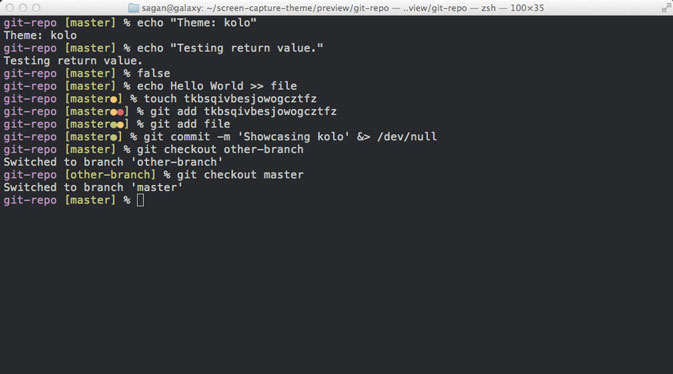 sagan@galaxy: ~/screen-capture-theme/preview/git-repo — ..view/git-repo — zsh — 100×35
git-repo [master] % echo "Theme: kolo"
Theme: kolo
git-repo [master] % echo "Testing return value."
Testing return value.
git-repo [master] % false
git-repo [master] % echo Hello World >> file
git-repo [master●] % touch tkbsqivbesjowogcztfz
git-repo [master●●] % git add tkbsqivbesjowogcztfz
git-repo [master●●] % git add file
git-repo [master●] % git commit -m 'Showcasing kolo' &> /dev/null
git-repo [master] % git checkout other-branch
Switched to branch 'other-branch'
git-repo [other-branch] % git checkout master
Switched to branch 'master'
git-repo [master] %